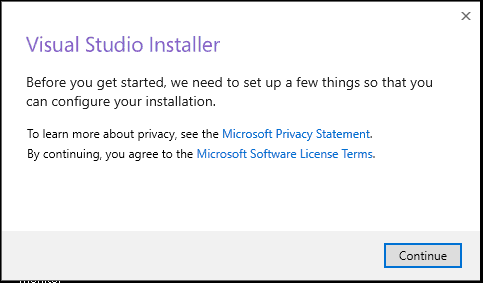 Visual Studio Installer
Before you get started, we need to set up a few things so that you
can configure your installation.
To learn more about privacy, see the Microsoft Privacy Statement.
By continuing, you agree to the Microsoft Software License Terms.
Continue